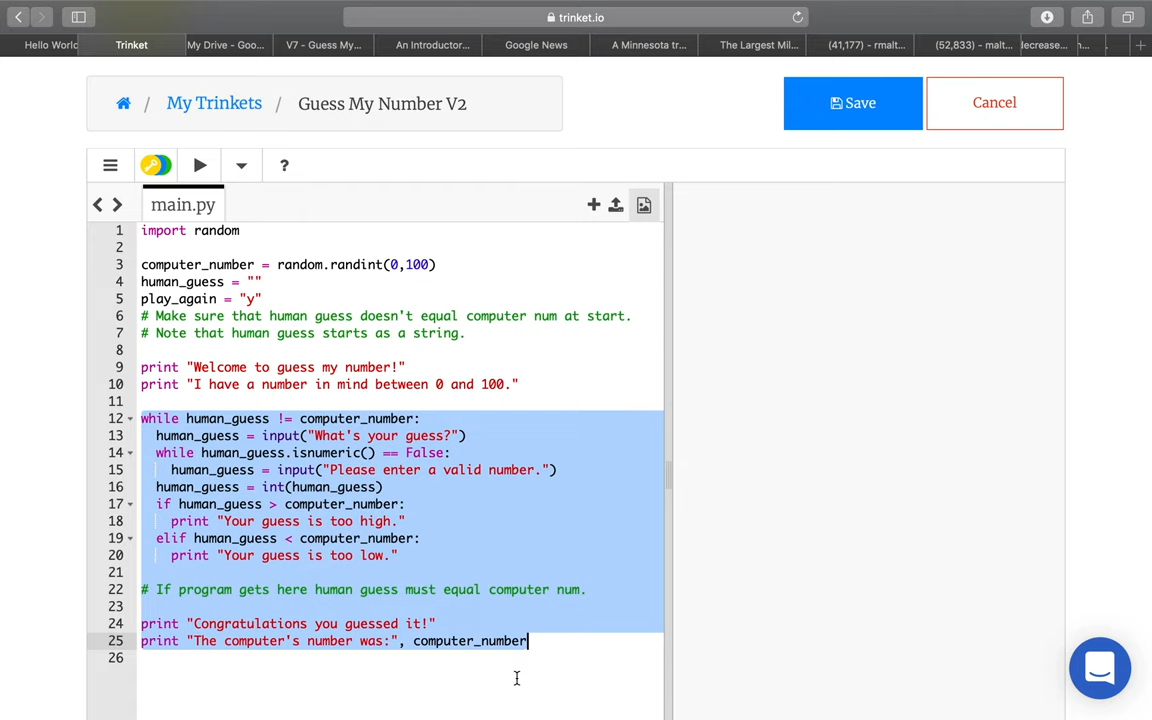 trinket.io
Hello World
Trinket
My Drive - Goo...
V7 - Guess My...
An Introductor...
Google News
A Minnesota tr...
The Largest Mil...
(41,177) - rmalt...
(52,833) - malt...
decrease...
/ My Trinkets / Guess My Number V2
Save
Cancel
?
main.py
1 import random
2
3 computer_number = random.randint(0,100)
4 human_guess = ""
5 play_again = "y"
6 # Make sure that human guess doesn't equal computer num at start.
7 # Note that human guess starts as a string.
8
9 print "Welcome to guess my number!"
10 print "I have a number in mind between 0 and 100."
11
12 while human_guess != computer_number:
13 human_guess = input("What's your guess?")
14 while human_guess.isnumeric() == False:
15 human_guess = input("Please enter a valid number.")
16 human_guess = int(human_guess)
17 if human_guess > computer_number:
18 print "Your guess is too high."
19 elif human_guess < computer_number:
20 print "Your guess is too low."
21
22 # If program gets here human guess must equal computer num.
23
24 print "Congratulations you guessed it!"
25 print "The computer's number was:", computer_number
26